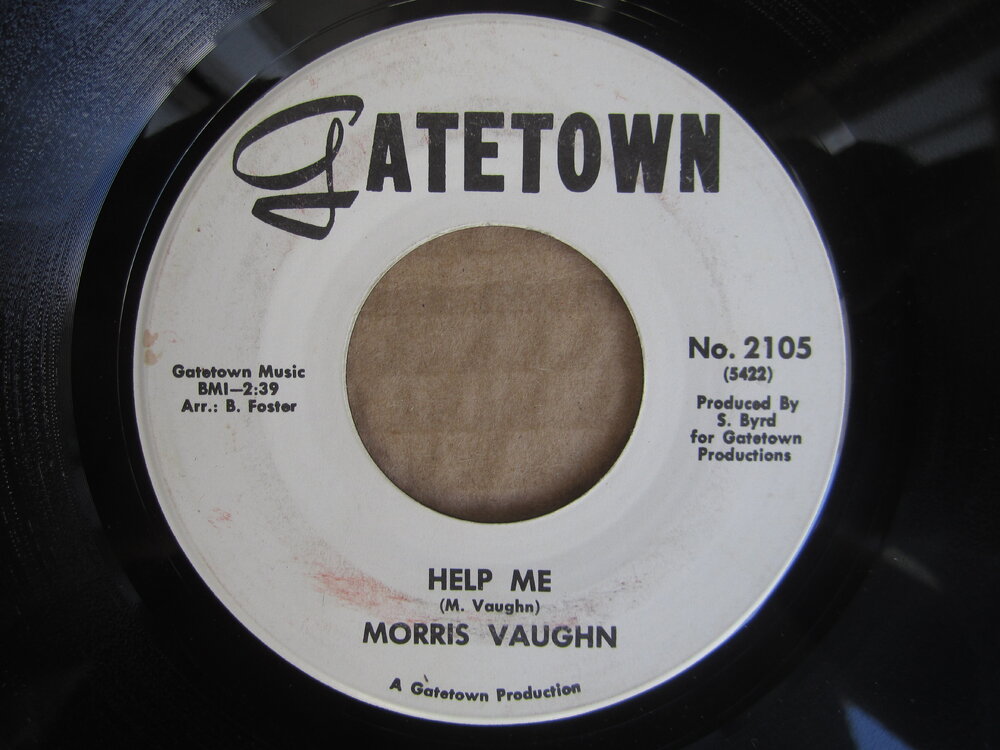 GATETOWN
Gatetown Music
BMI—2:39
Arr.: B. Foster
No. 2105
(5422)
Produced By
S. Byrd
for Gatetown
Productions
HELP ME
(M. Vaughn)
MORRIS VAUGHN
A Gatetown Production